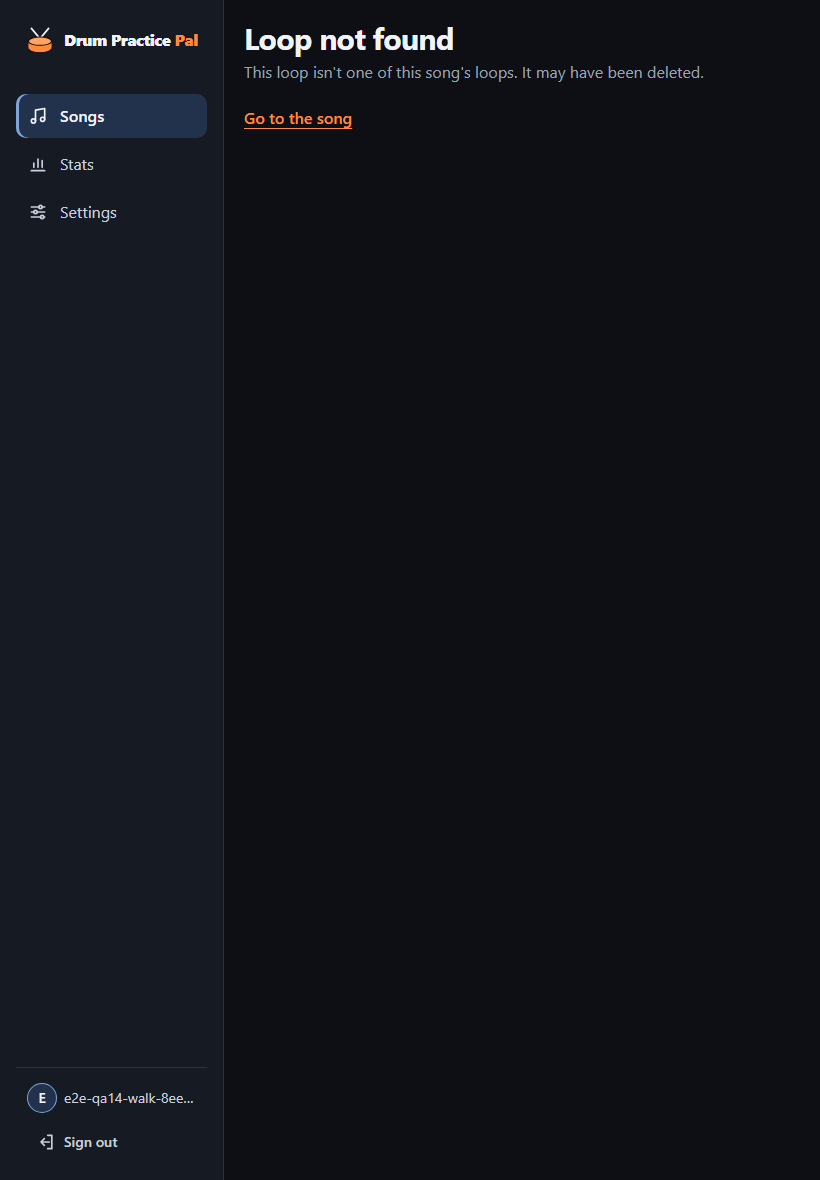 Drum Practice Pal
Songs
Stats
Settings
Loop not found
This loop isn't one of this song's loops. It may have been deleted.
Go to the song
E
e2e-qa14-walk-8ee...
Sign out